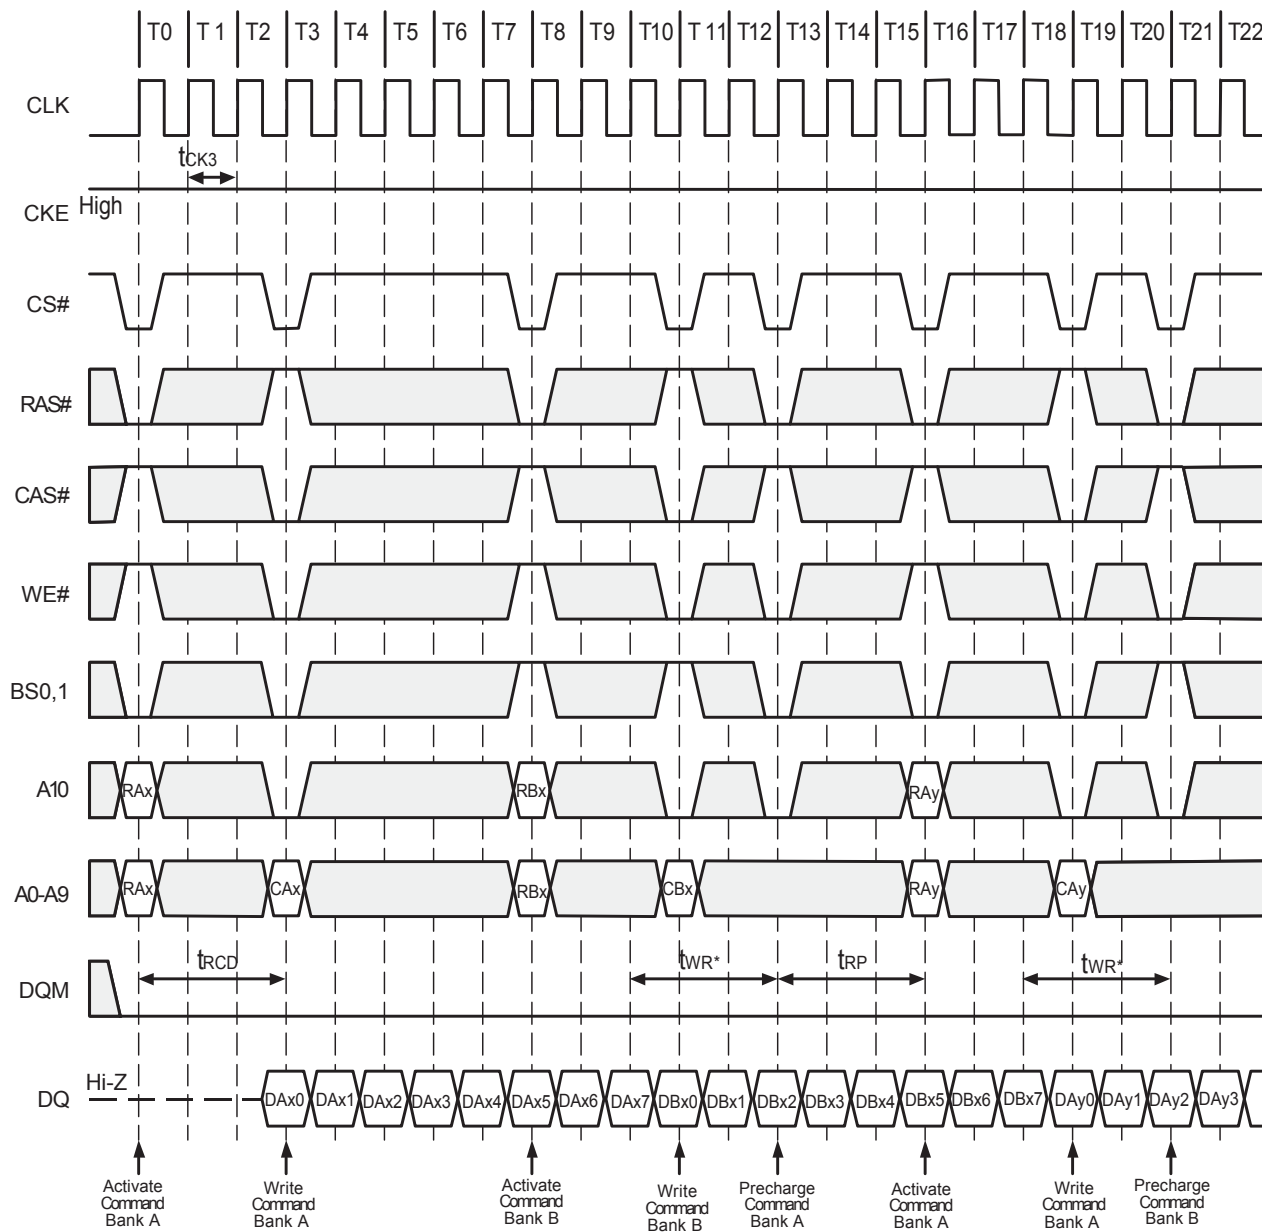 T0 T 1 T2 T3 T4 T5 T6 T7 T8 T9 T10 T 11 T12 T13 T14 T15 T16 T17 T18 T19 T20 T21 T22
CLK
tCK3
High
CKE
CS#
RAS#
CAS#
WE#
BS0,1
A10 RAx RBx RAy
A0-A9 RAx CAx RBx CBx RAy CAy
tRCD tWR* tRP tWR*
DQM
Hi-Z
DQ DAx0 DAx1 DAx2 DAx3 DAx4 DAx5 DAx6 DAx7 DBx0 DBx1 DBx2 DBx3 DBx4 DBx5 DBx6 DBx7 DAy0 DAy1 DAy2 DAy3
Activate
Command
Bank A
Write
Command
Bank A
Activate
Command
Bank B
Write
Command
Bank B
Precharge
Command
Bank A
Activate
Command
Bank A
Write
Command
Bank A
Precharge
Command
Bank B